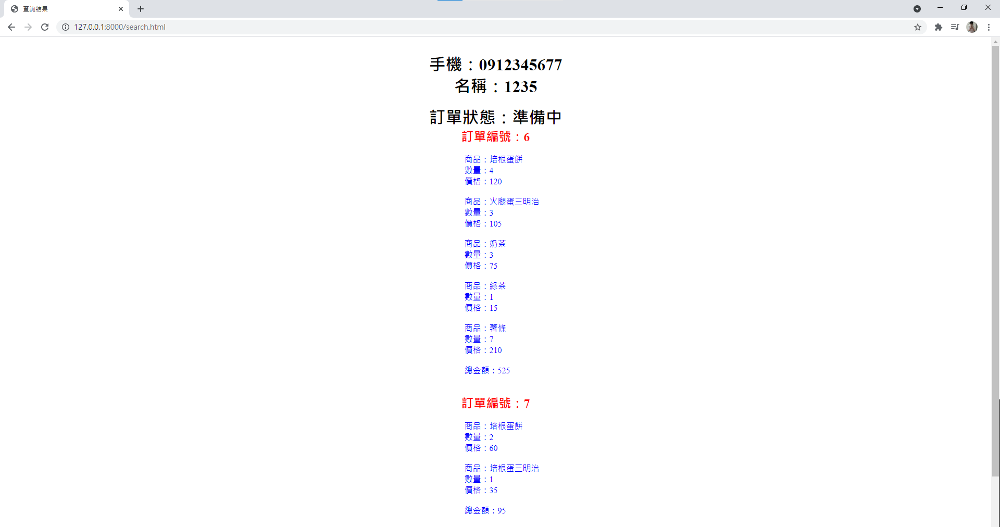 查詢結果
127.0.0.1:8000/search.html
手機：0912345677
名稱：1235
訂單狀態：準備中
訂單編號：6
商品：培根蛋餅
數量：4
價格：120
商品：火腿蛋三明治
數量：3
價格：105
商品：奶茶
數量：3
價格：75
商品：綠茶
數量：1
價格：15
商品：薯條
數量：7
價格：210
總金額：525
訂單編號：7
商品：培根蛋餅
數量：2
價格：60
商品：培根蛋三明治
數量：1
價格：35
總金額：95